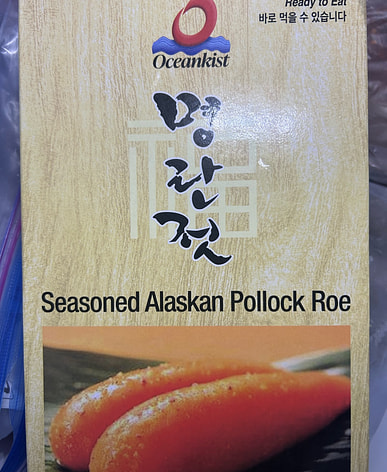 Ready to Eat
바로 먹을 수 있습니다
Oceankist
명
란
젓
Seasoned Alaskan Pollock Roe